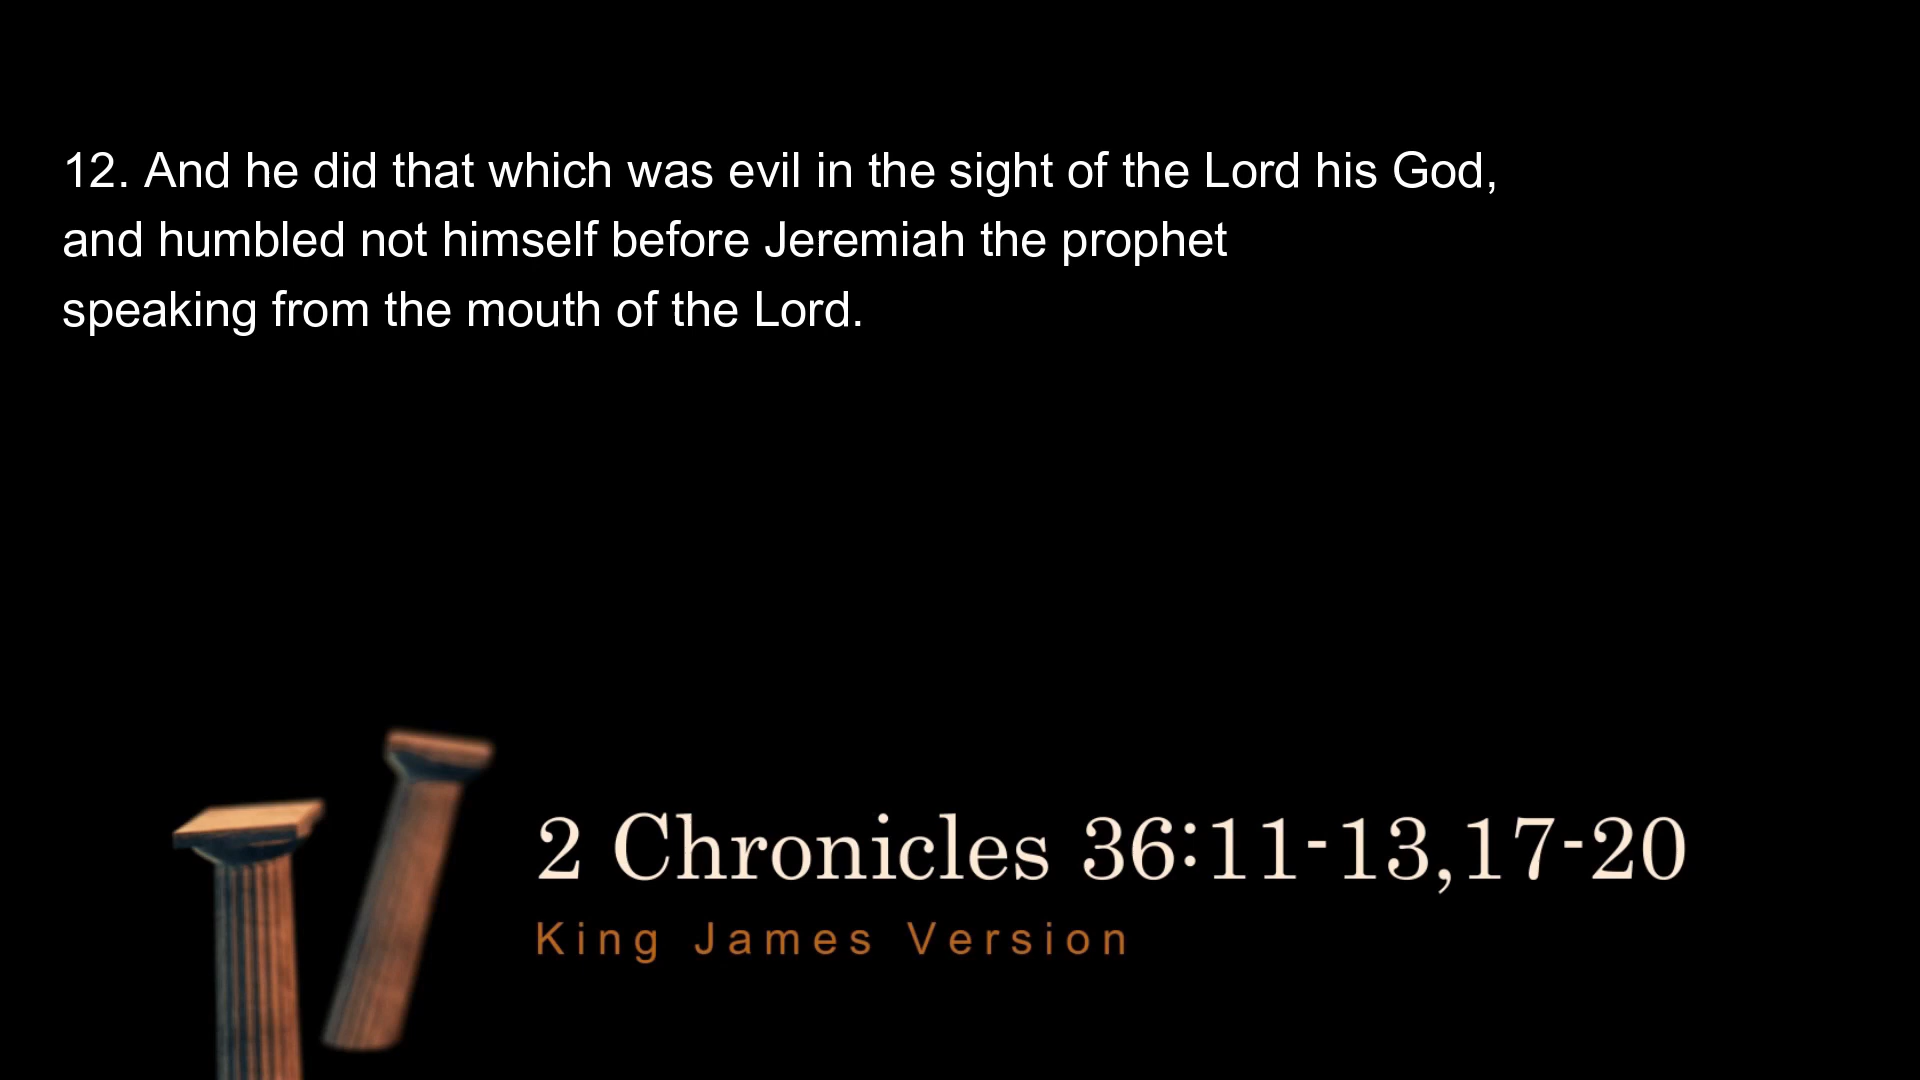 12. And he did that which was evil in the sight of the Lord his God,
and humbled not himself before Jeremiah the prophet
speaking from the mouth of the Lord.
2 Chronicles 36:11-13,17-20
King James Version